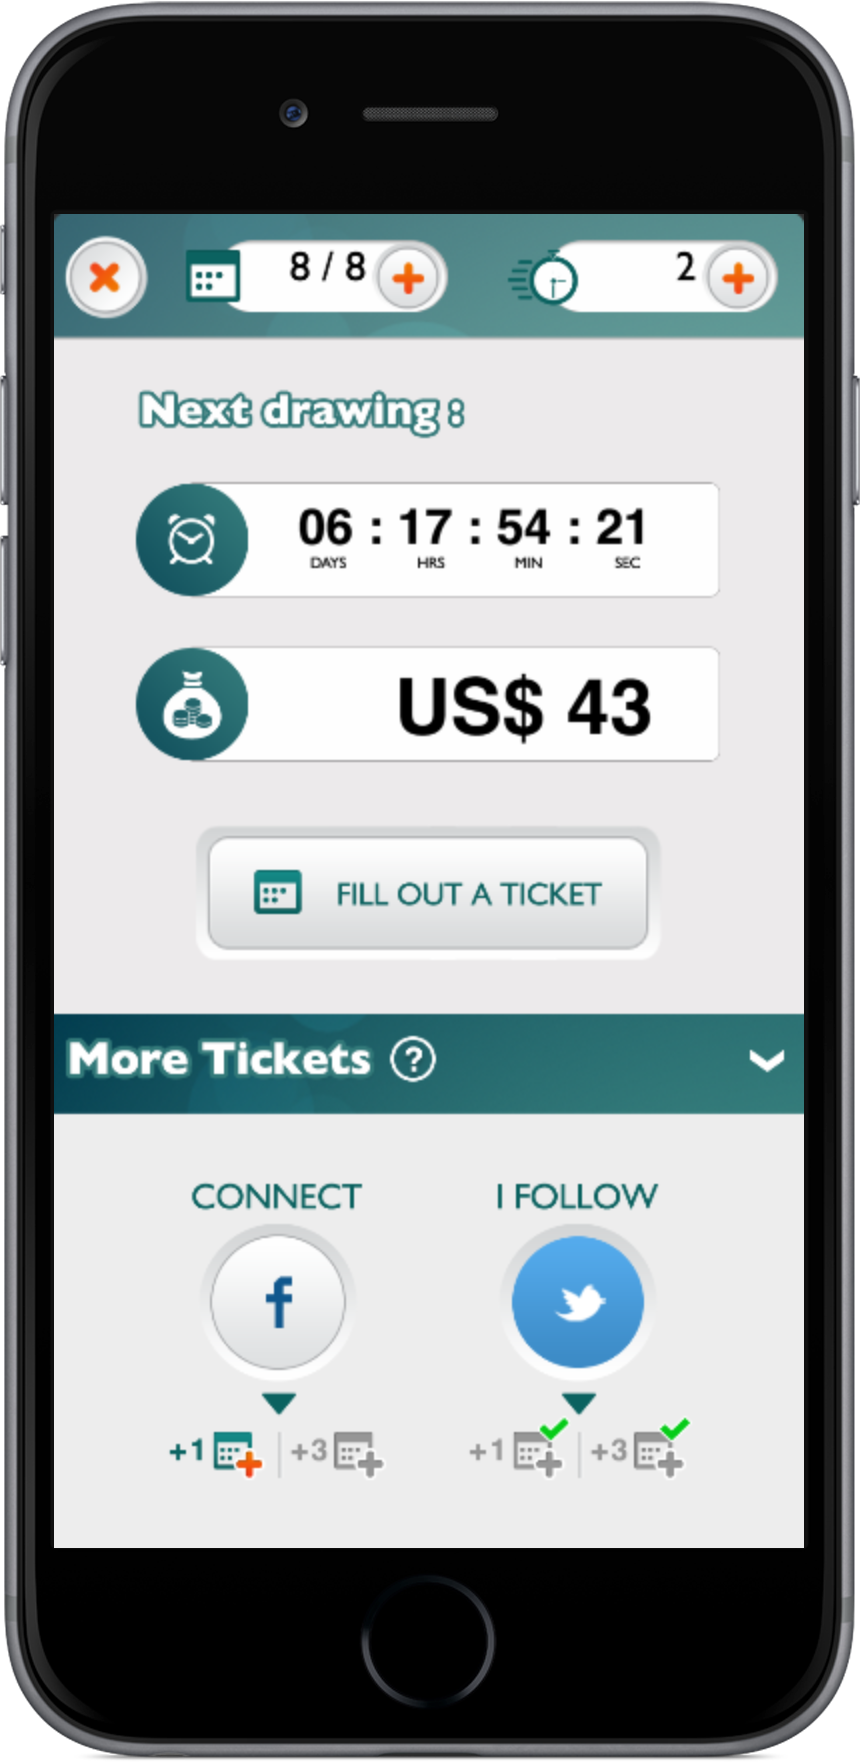 8 / 8
2
Next drawing :
06 : 17 : 54 : 21
DAYS HRS MIN SEC
US$ 43
FILL OUT A TICKET
More Tickets ?
CONNECT
I FOLLOW
f
+1 +3
+1 +3